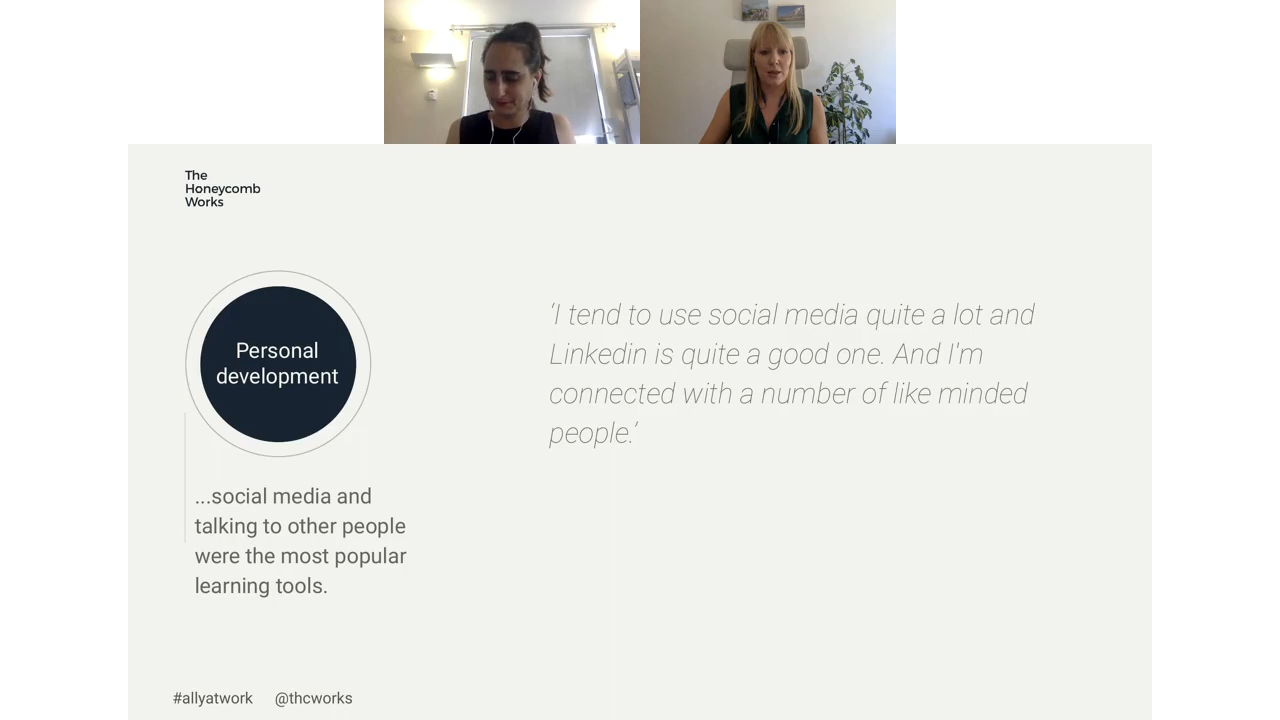 The
Honeycomb
Works
Personal
development
...social media and
talking to other people
were the most popular
learning tools.
‘I tend to use social media quite a lot and
Linkedin is quite a good one. And I'm
connected with a number of like minded
people.’
#allyatwork @thcworks